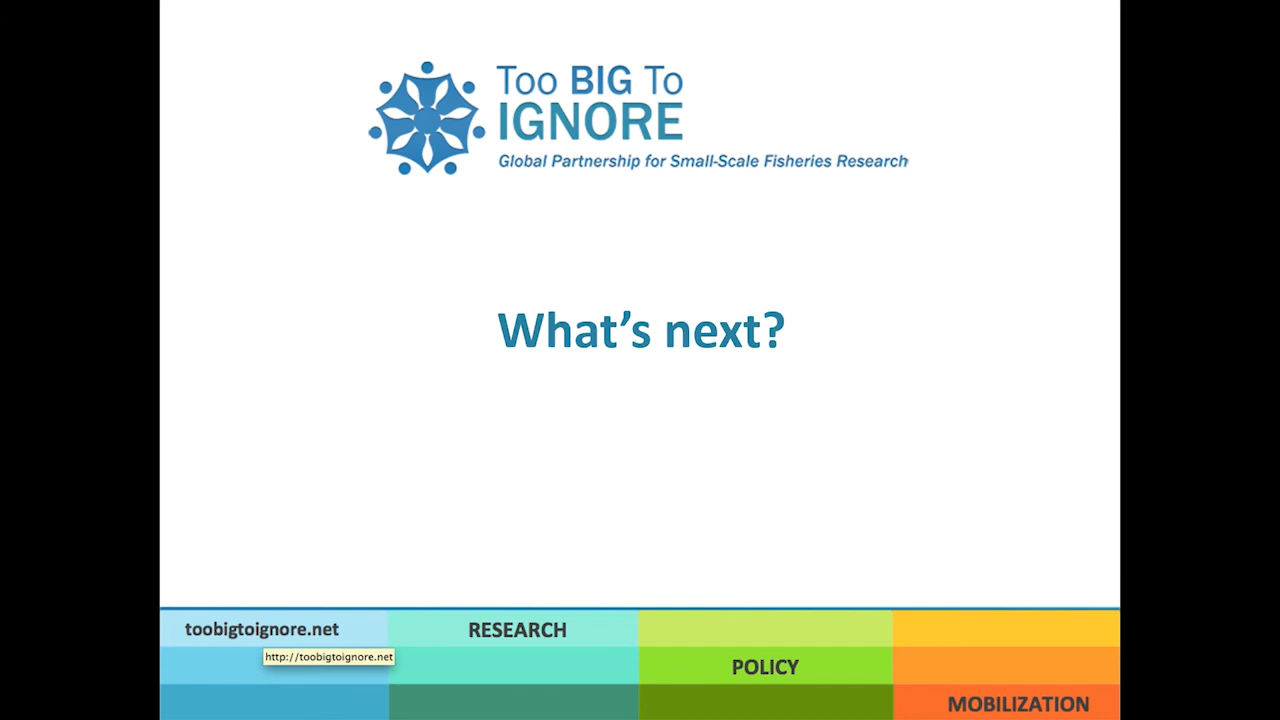 Too BIG To
IGNORE
Global Partnership for Small-Scale Fisheries Research
What’s next?
toobigtoignore.net
RESEARCH
http://toobigtoignore.net
POLICY
MOBILIZATION